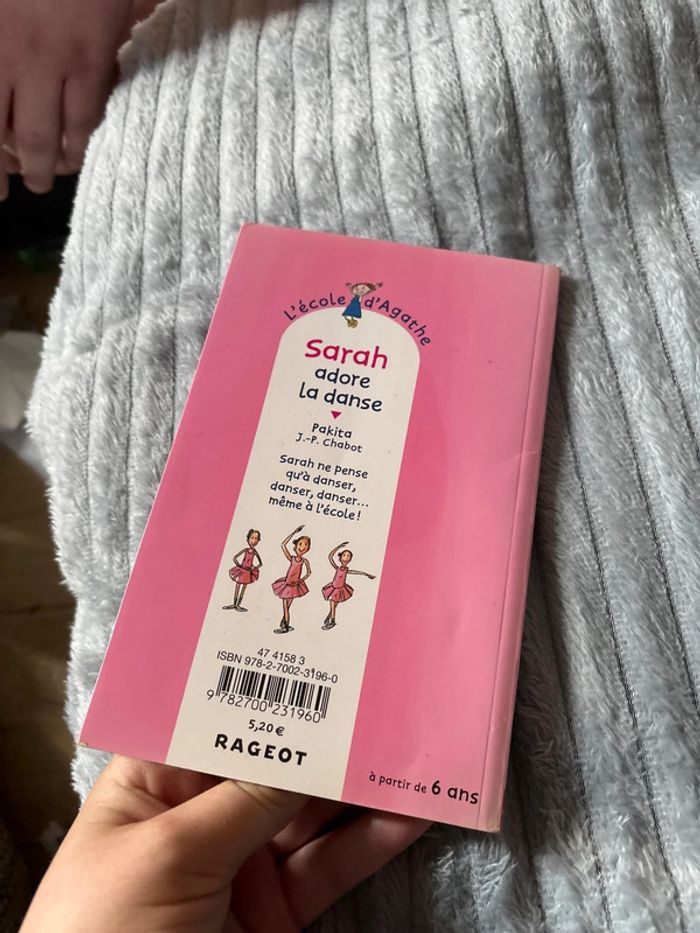 L'école d'Agathe
Sarah
adore
la danse
Pakita
J.-P. Chabot
Sarah ne pense
qu'à danser,
danser, danser...
même à l'école !
47 4158 3
ISBN 978-2-7002-3196-0
9 782700 231960
5,20 €
RAGEOT
à partir de 6 ans